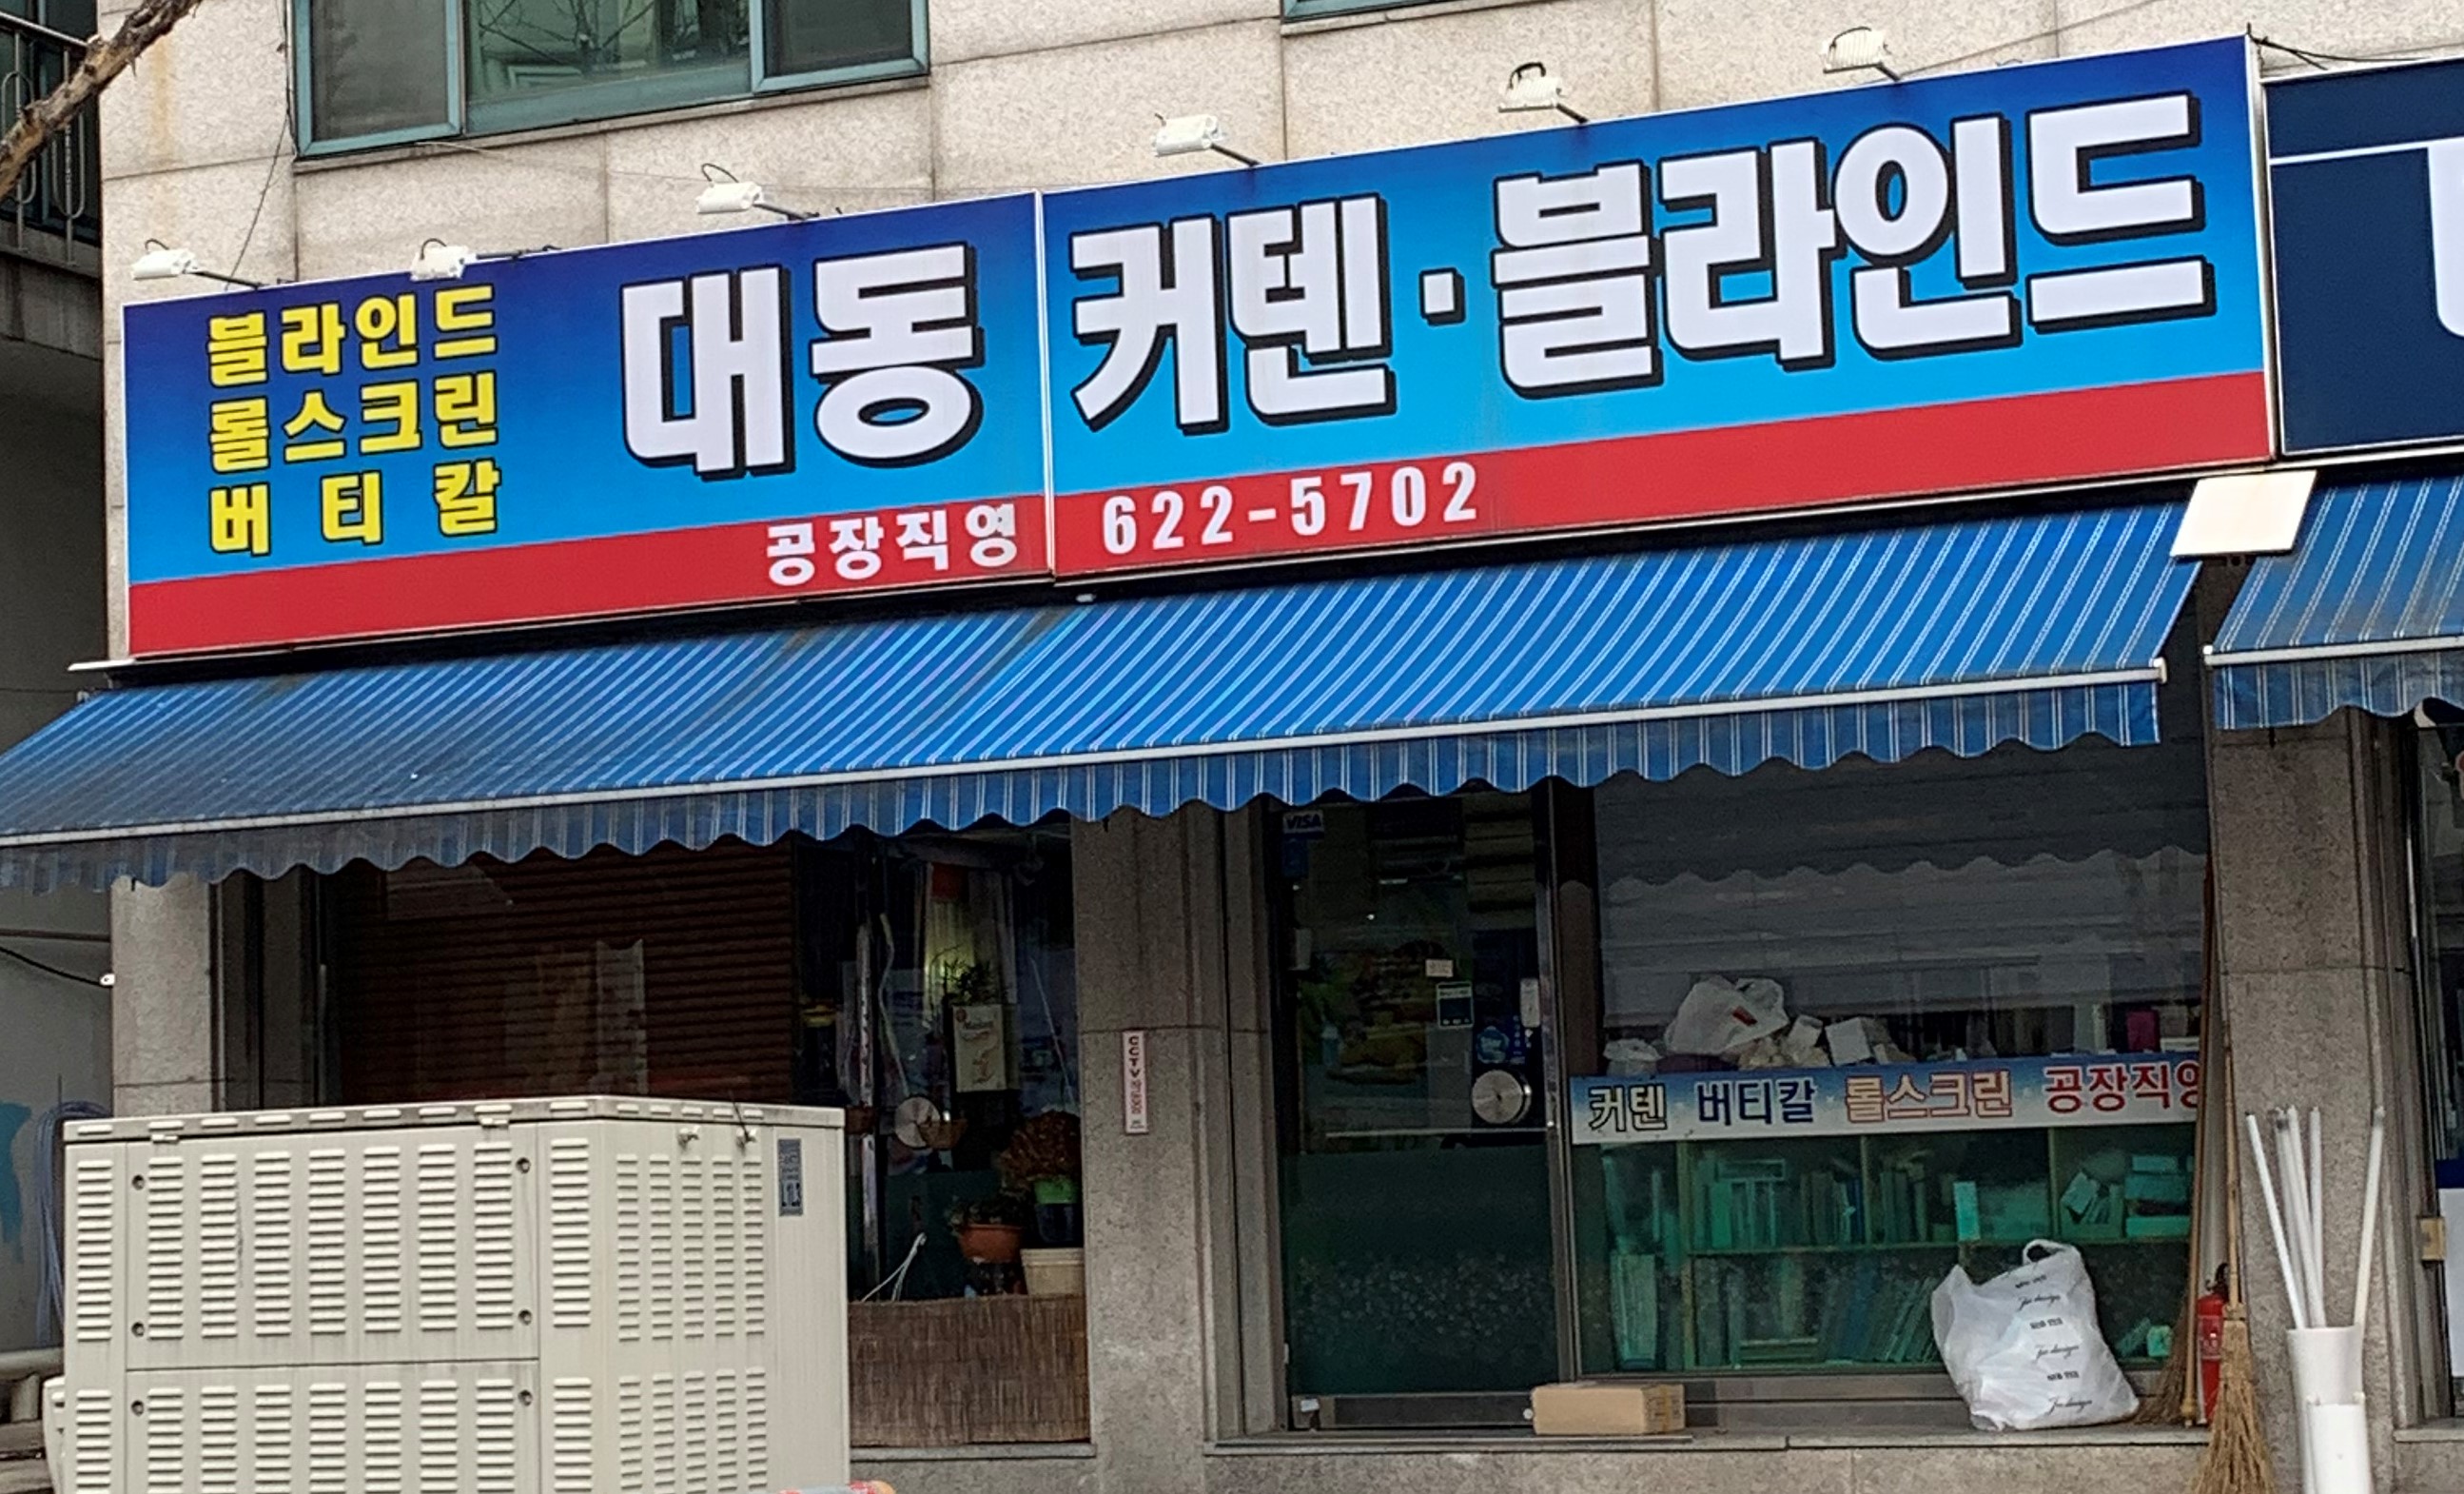 블라인드
롤스크린
버티칼
대동 커텐·블라인드
공장직영 622-5702
VISA
커텐 버티칼 롤스크린 공장직영